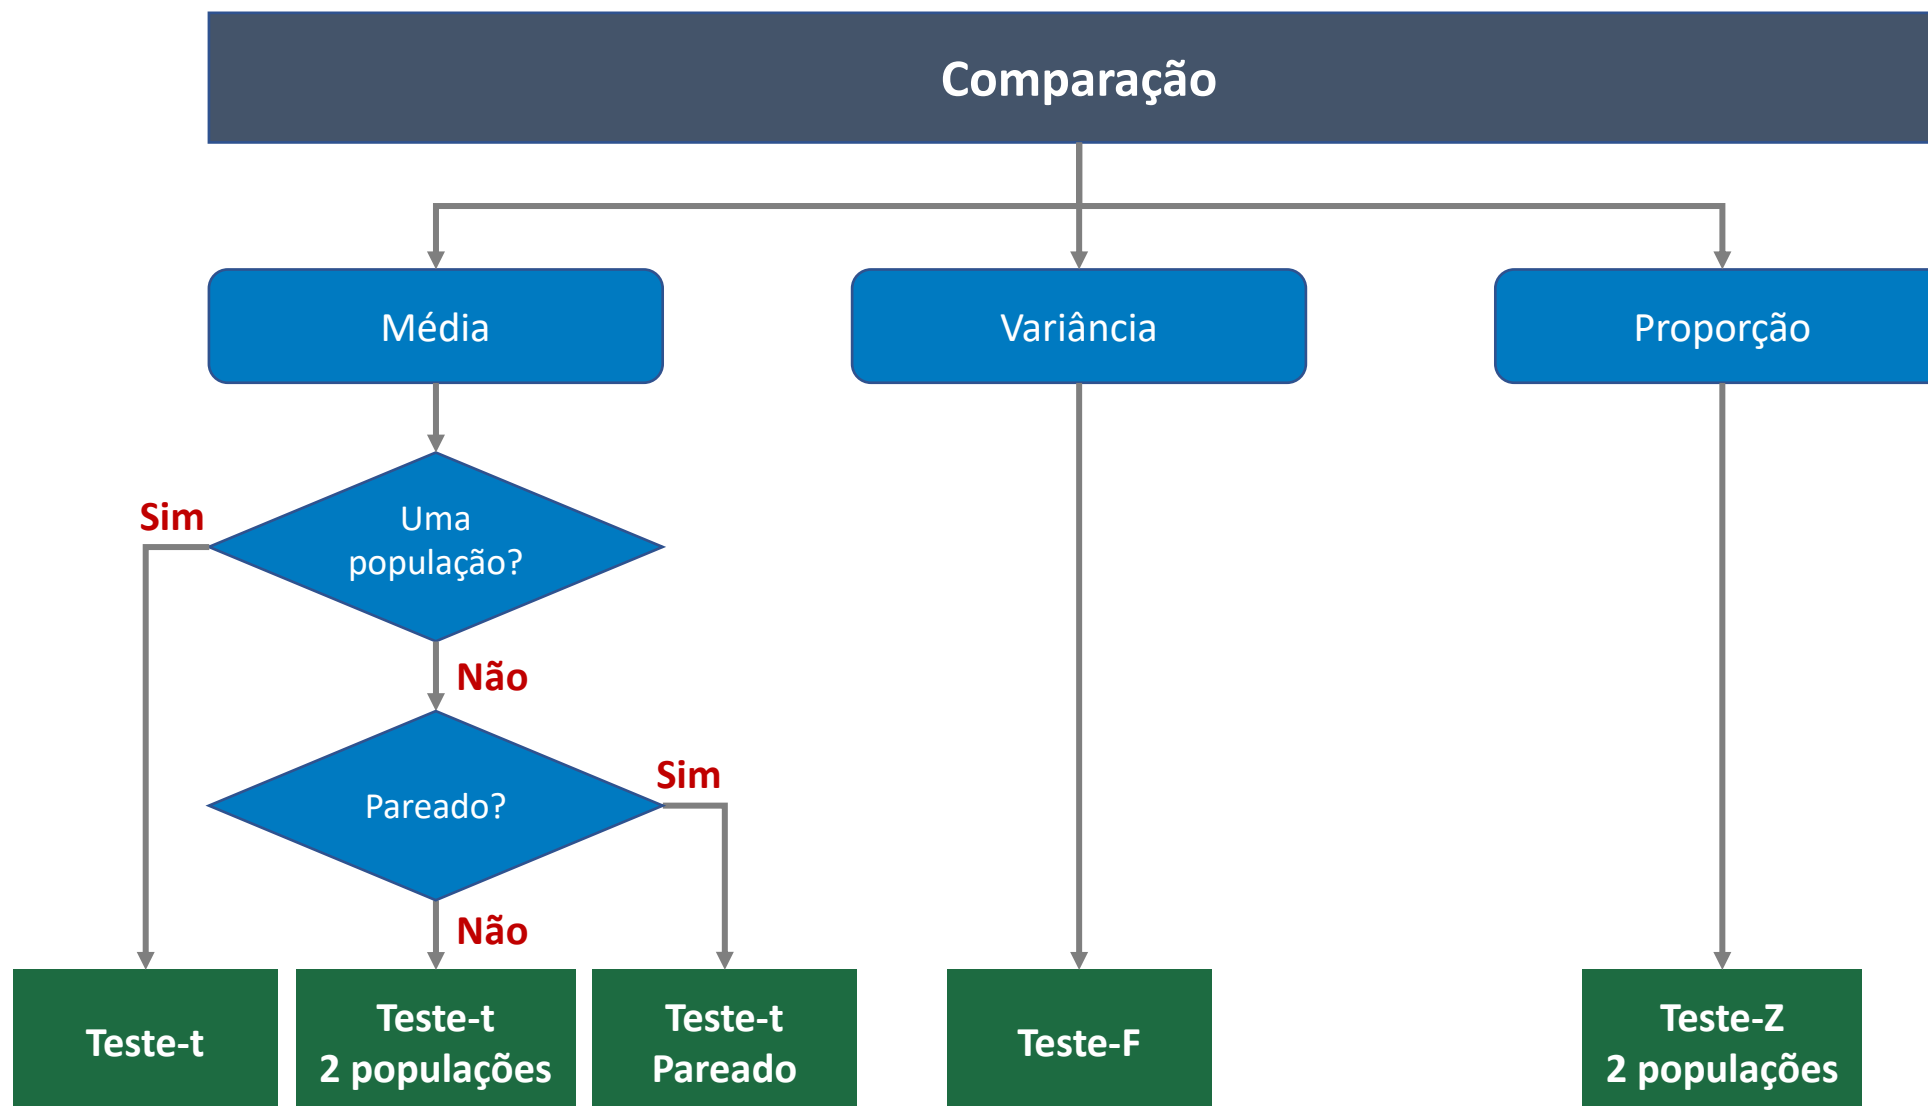 Comparação
Média
Variância
Proporção
Sim
Uma
população?
Não
Sim
Pareado?
Não
Teste-t
Teste-t
2 populações
Teste-t
Pareado
Teste-F
Teste-Z
2 populações